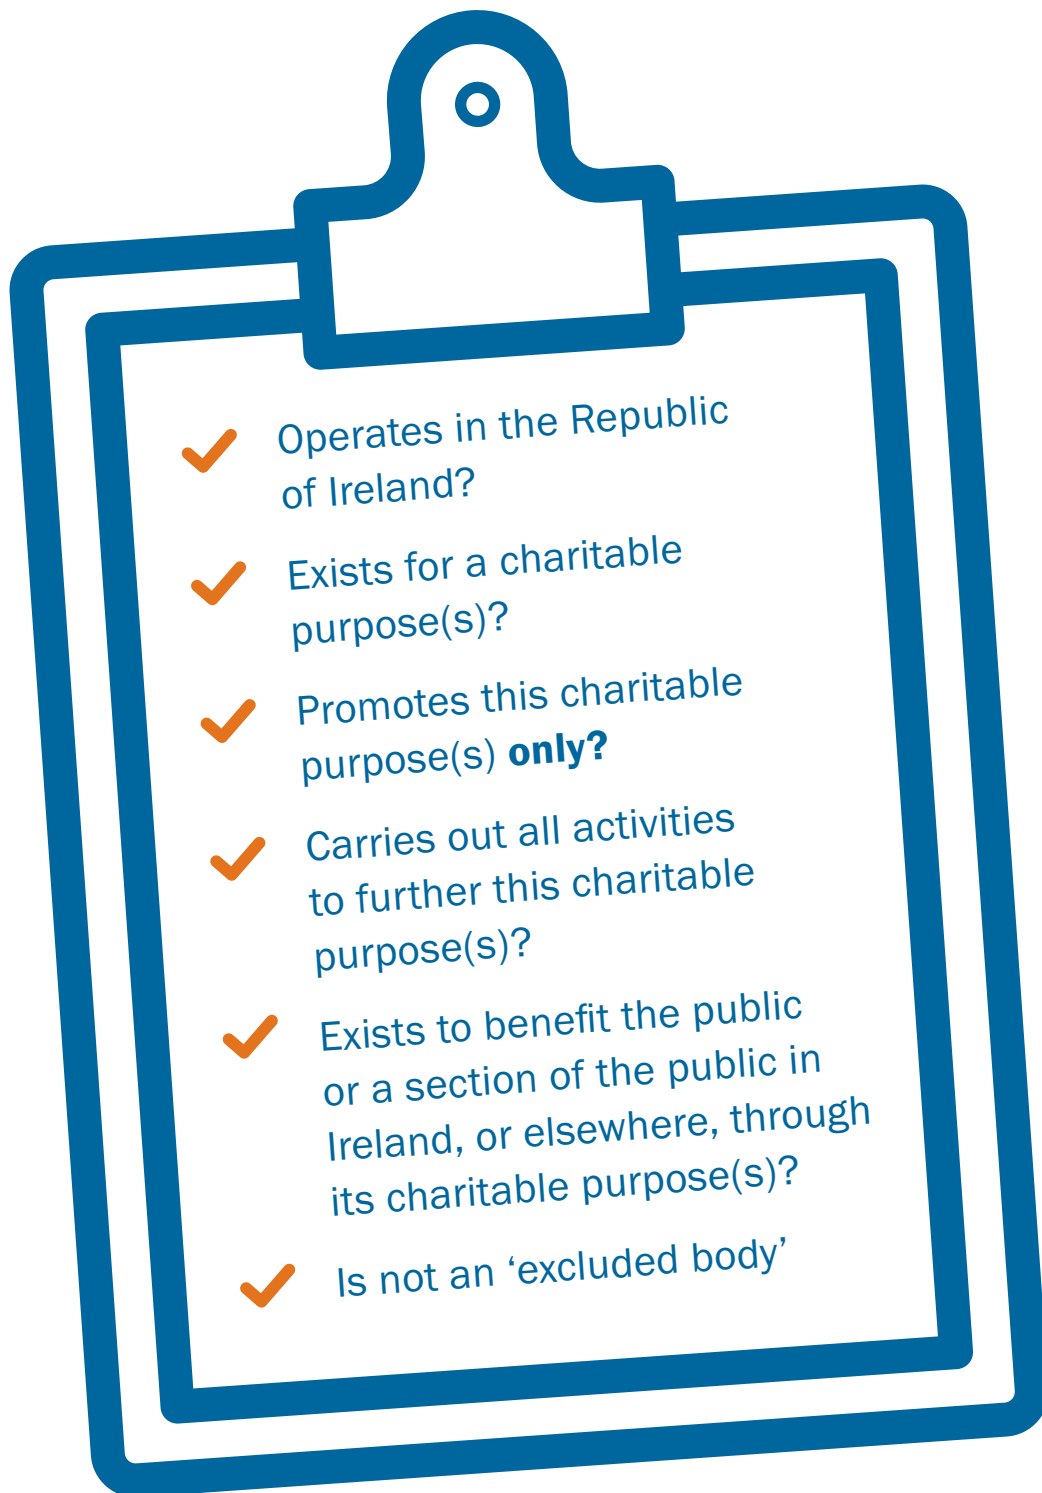 Operates in the Republic
of Ireland?
Exists for a charitable
purpose(s)?
Promotes this charitable
purpose(s) only?
Carries out all activities
to further this charitable
purpose(s)?
Exists to benefit the public
or a section of the public in
Ireland, or elsewhere, through
its charitable purpose(s)?
Is not an ‘excluded body’